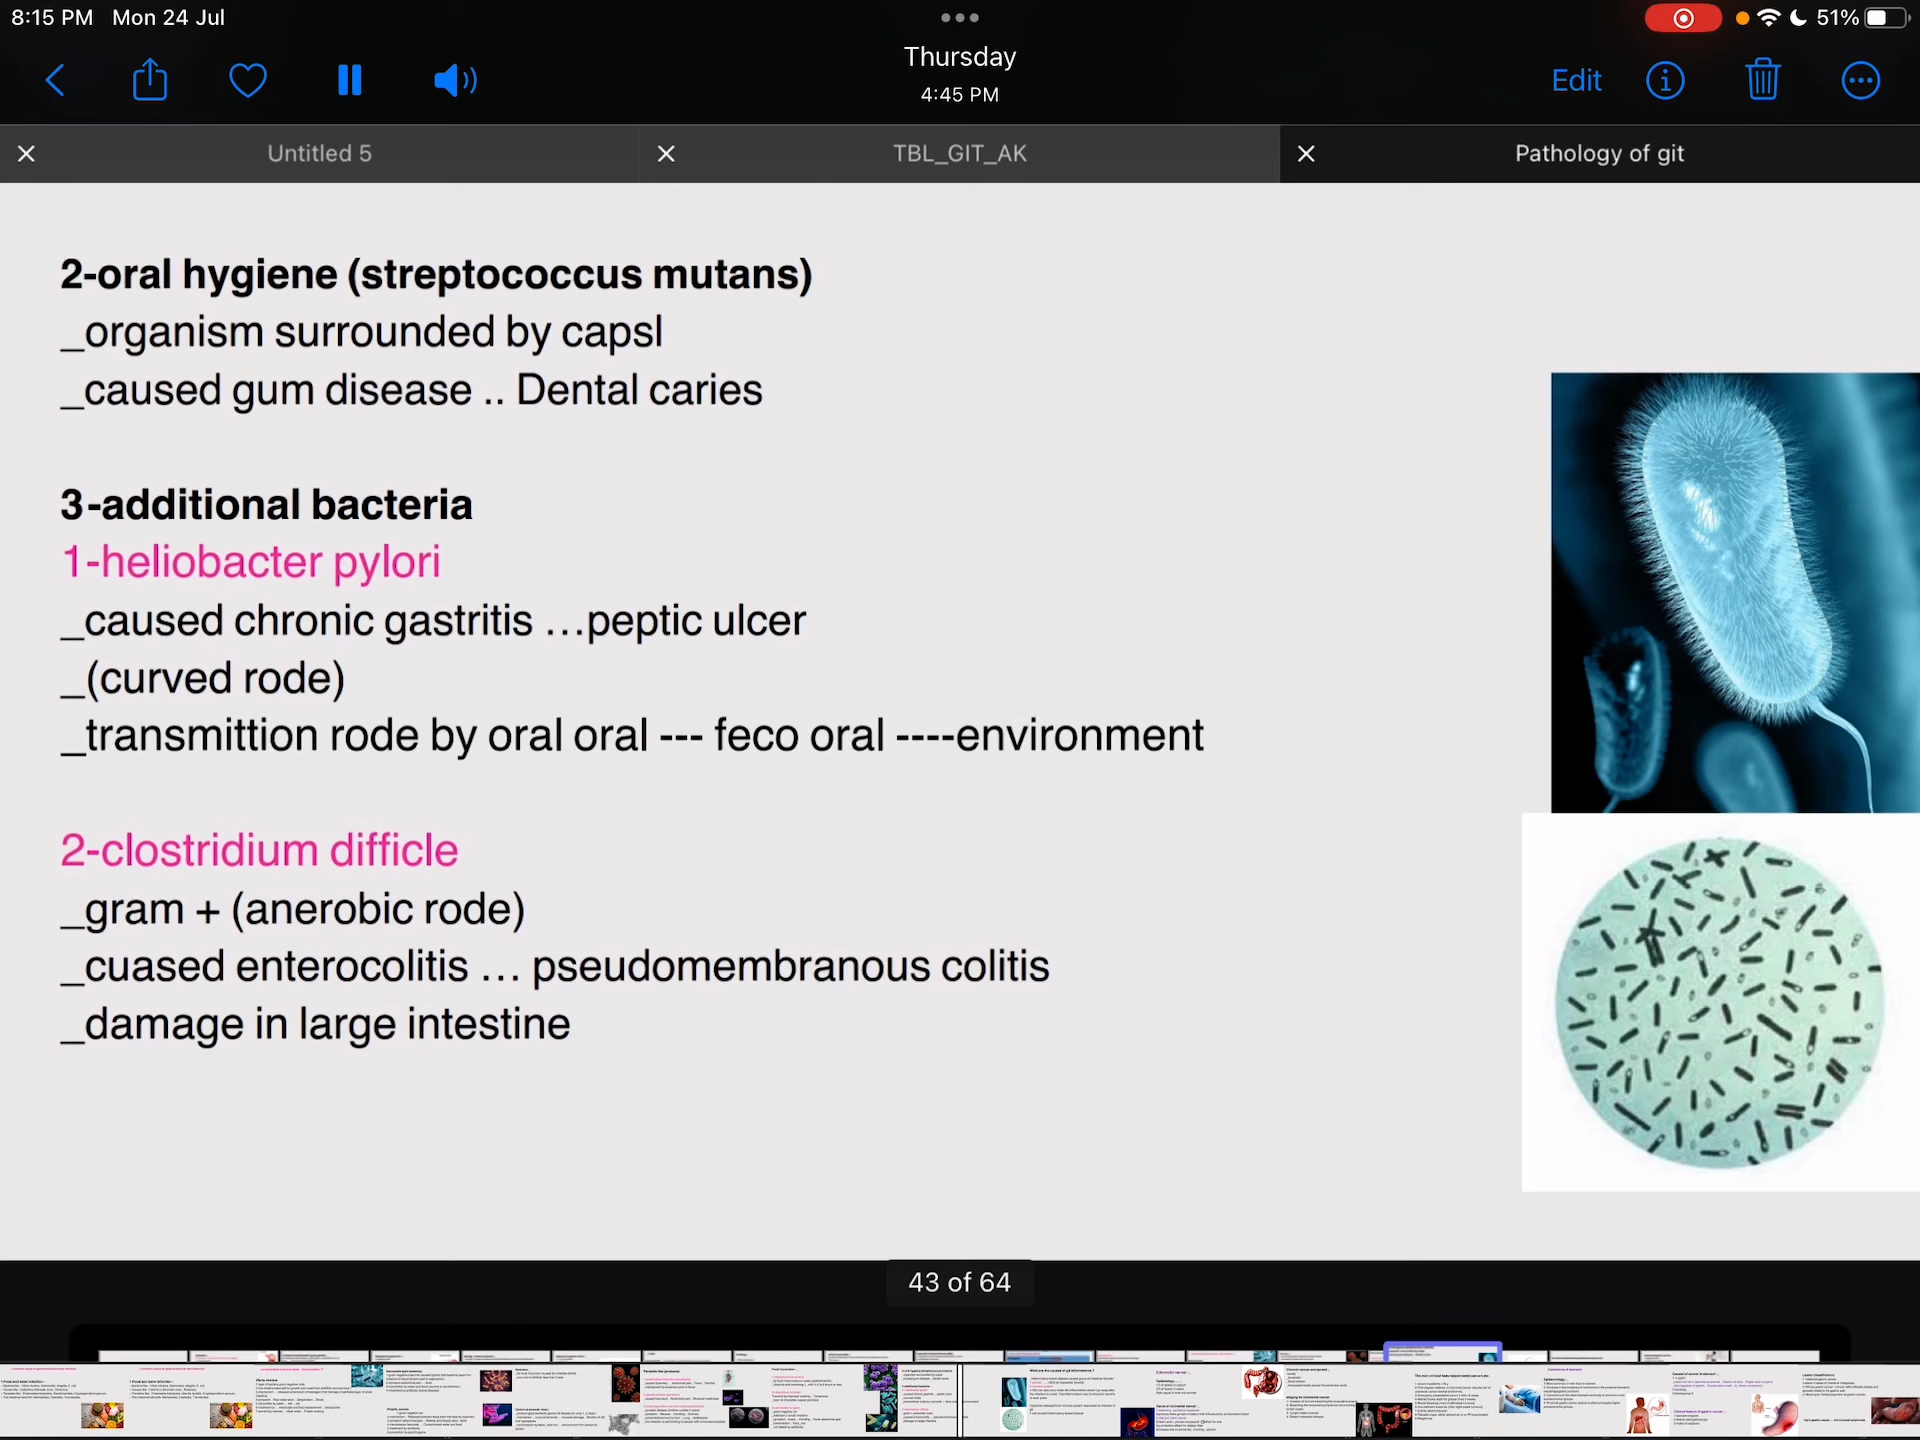 8:15 PM Mon 24 Jul
51%
Thursday
4:45 PM
Edit
Untitled 5
TBL_GIT_AK
Pathology of git
2-oral hygiene (streptococcus mutans)
_organism surrounded by capsl
_caused gum disease .. Dental caries
3-additional bacteria
1-heliobacter pylori
_caused chronic gastritis ...peptic ulcer
_(curved rode)
_transmittion rode by oral oral --- feco oral ----environment
2-clostridium difficle
_gram + (anerobic rode)
_cuased enterocolitis ... pseudomembranous colitis
_damage in large intestine
43 of 64